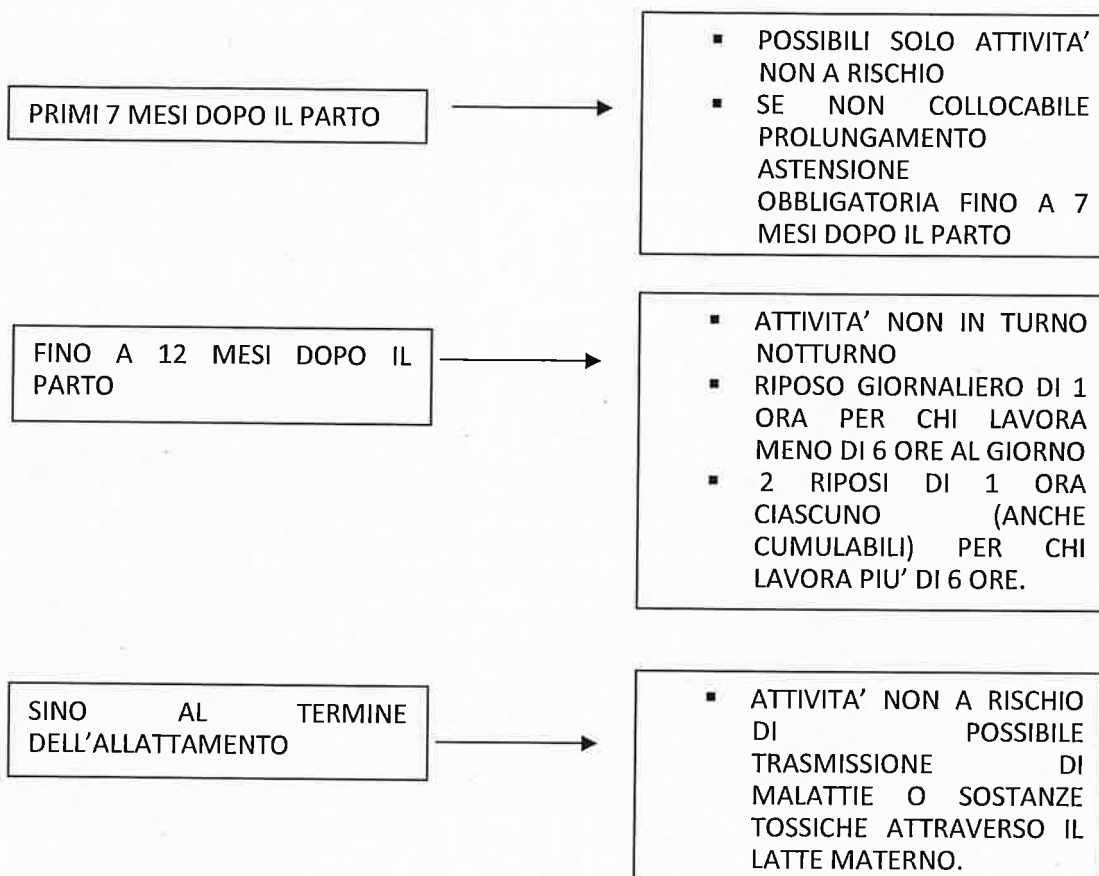 PRIMI 7 MESI DOPO IL PARTO
▪ POSSIBILI SOLO ATTIVITA’
NON A RISCHIO
▪ SE NON COLLOCABILE
PROLUNGAMENTO
ASTENSIONE
OBBLIGATORIA FINO A 7
MESI DOPO IL PARTO
FINO A 12 MESI DOPO IL
PARTO
▪ ATTIVITA’ NON IN TURNO
NOTTURNO
▪ RIPOSO GIORNALIERO DI 1
ORA PER CHI LAVORA
MENO DI 6 ORE AL GIORNO
▪ 2 RIPOSI DI 1 ORA
CIASCUNO (ANCHE
CUMULABILI) PER CHI
LAVORA PIU’ DI 6 ORE.
SINO AL TERMINE
DELL’ALLATTAMENTO
▪ ATTIVITA’ NON A RISCHIO
DI POSSIBILE
TRASMISSIONE DI
MALATTIE O SOSTANZE
TOSSICHE ATTRAVERSO IL
LATTE MATERNO.